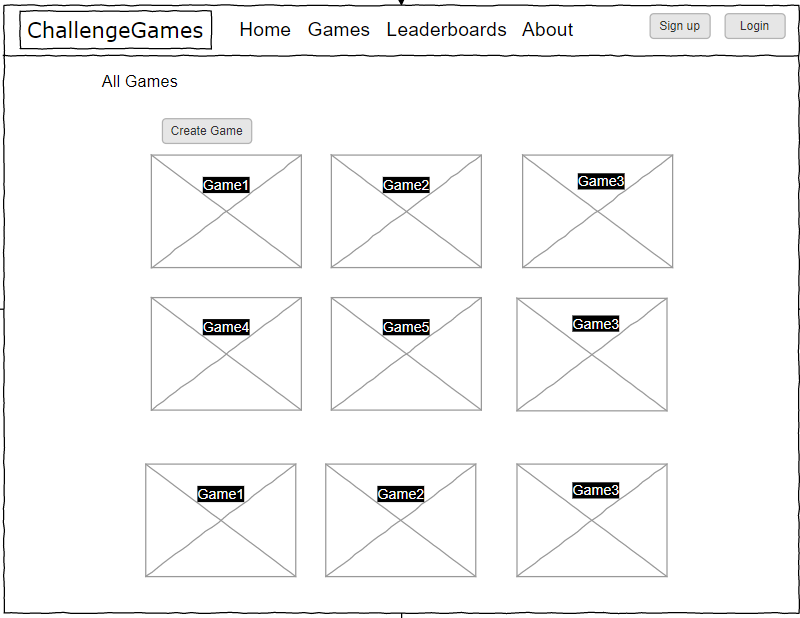 ChallengeGames Home Games Leaderboards About Sign up Login
All Games
Create Game
Game1 Game2 Game3
Game4 Game5 Game3
Game1 Game2 Game3